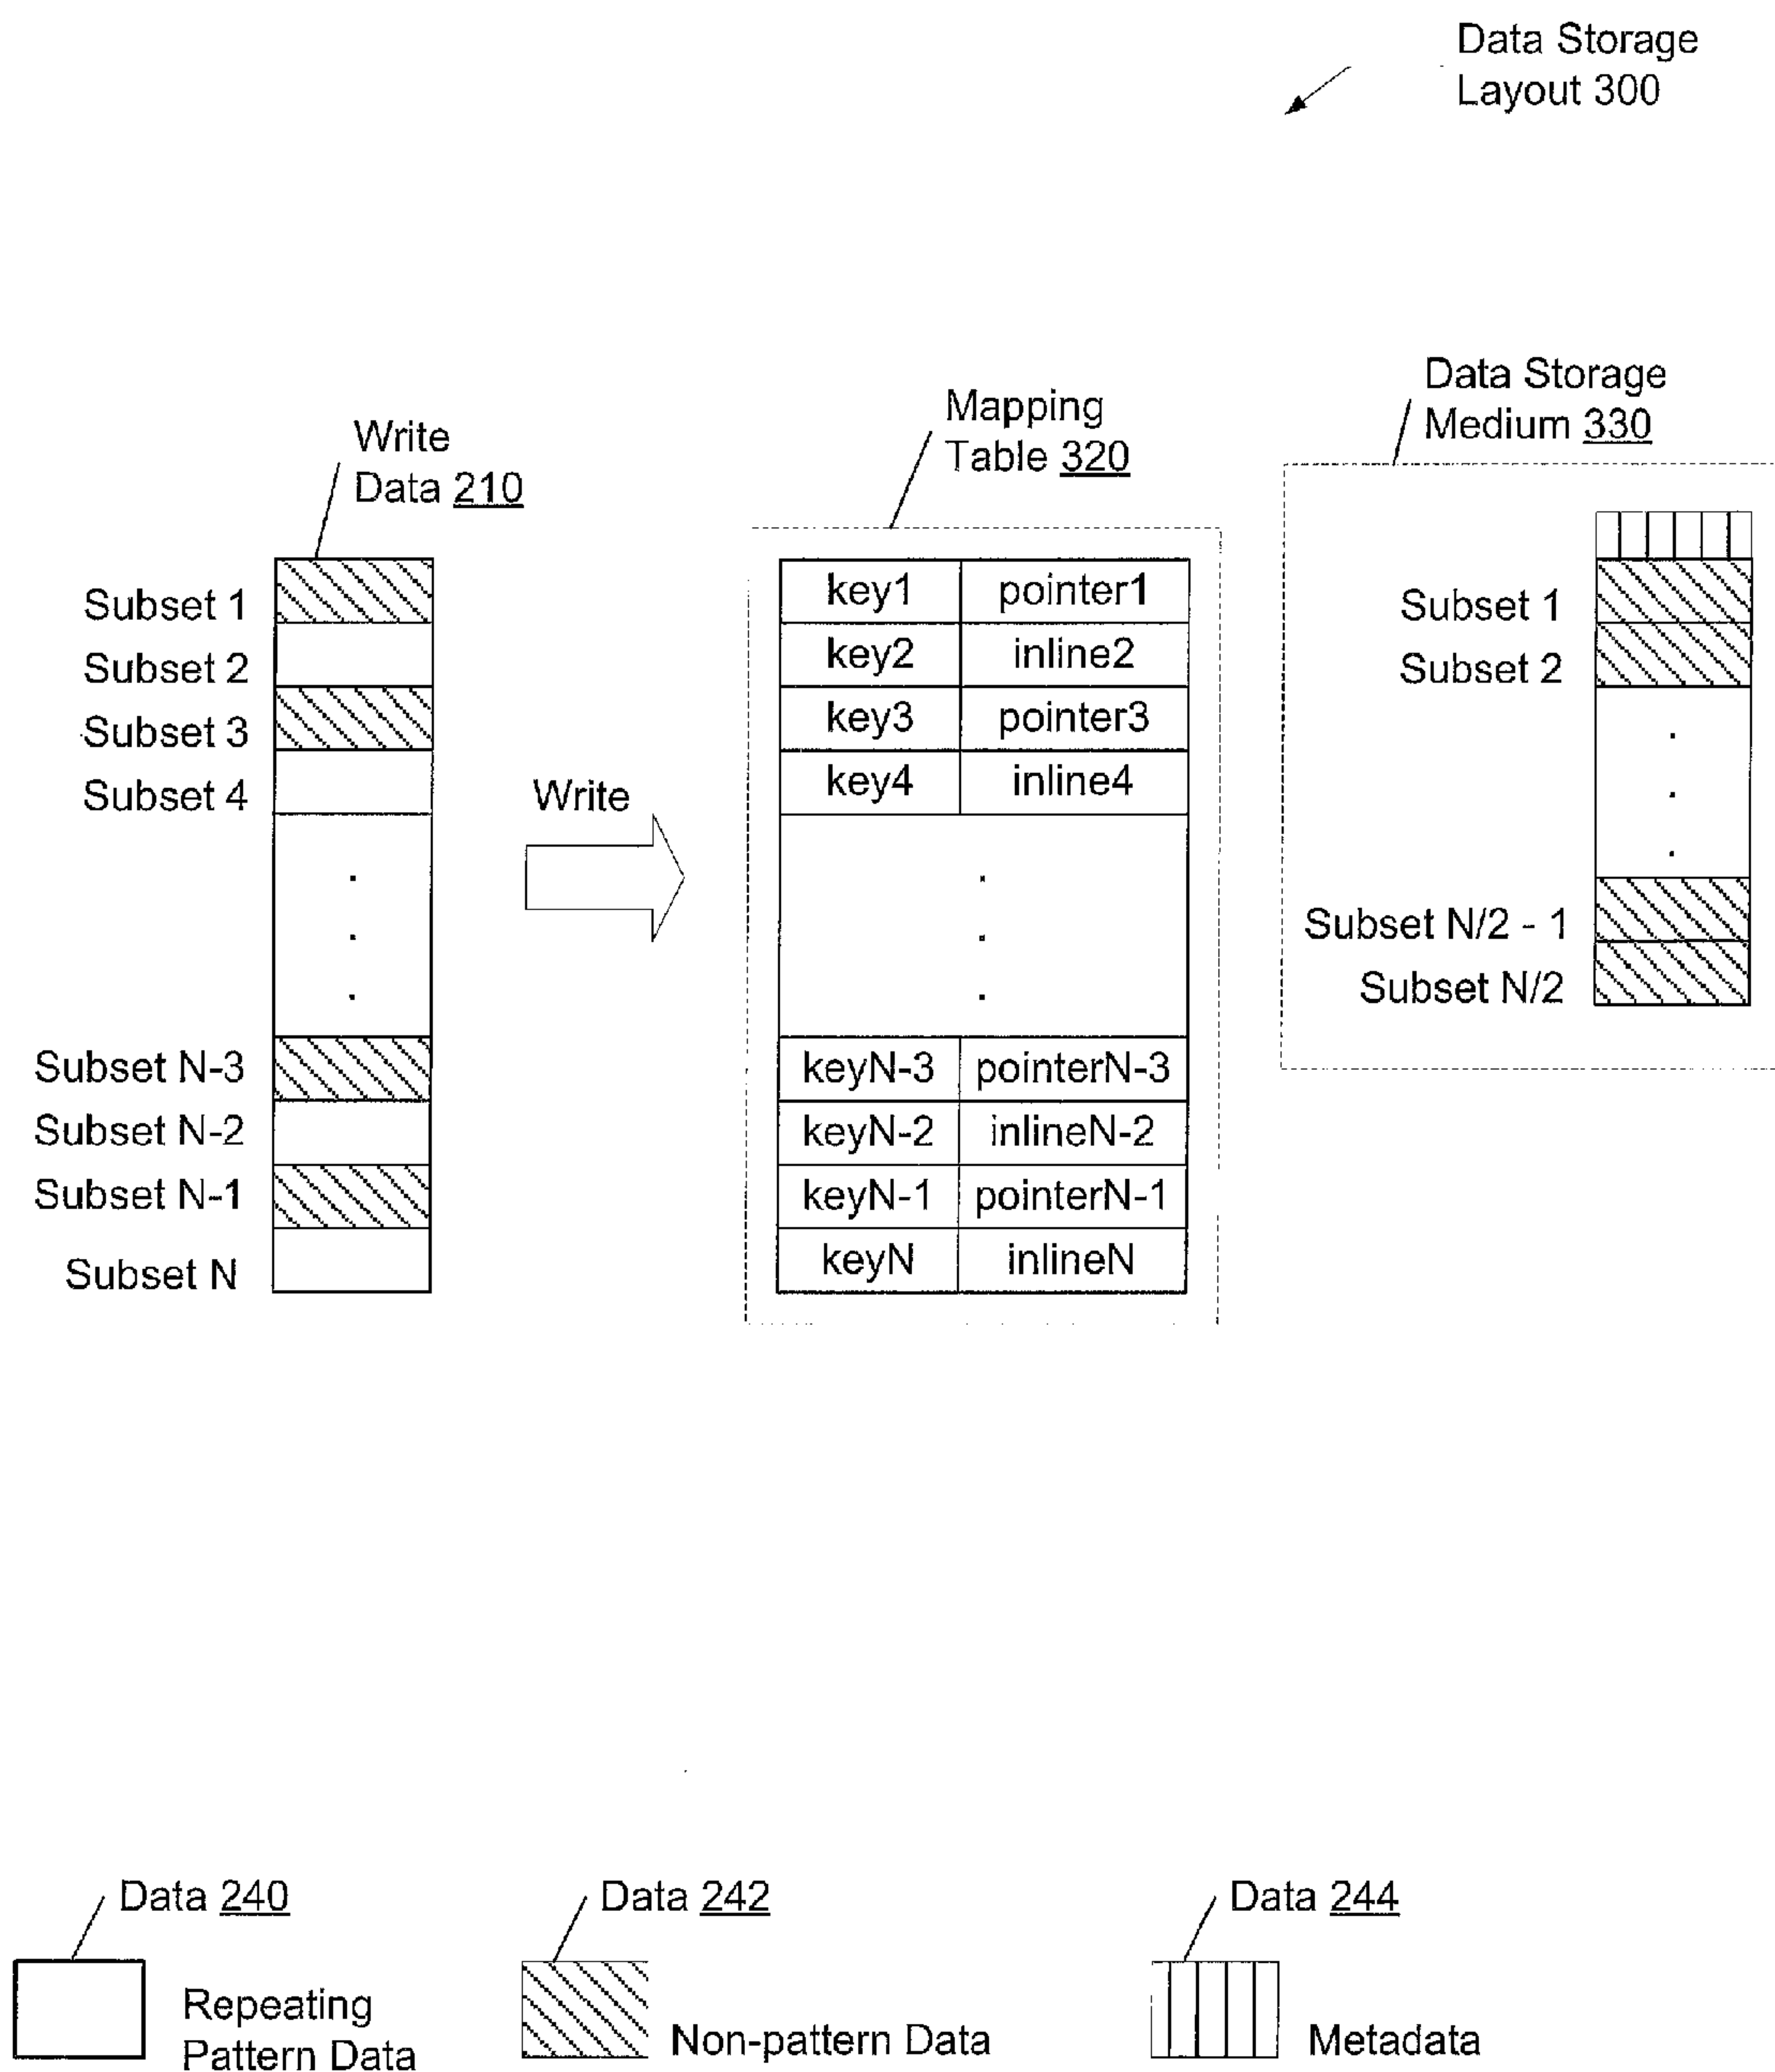 Data Storage
Layout 300
Data Storage
Medium 330
Mapping
Table 320
Write
Data 210
Subset 1
Subset 2
Subset 3
Subset 4
.
.
.
Subset N-3
Subset N-2
Subset N-1
Subset N
Write
key1 pointer1
key2 inline2
key3 pointer3
key4 inline4
.
.
.
keyN-3 pointerN-3
keyN-2 inlineN-2
keyN-1 pointerN-1
keyN inlineN
Subset 1
Subset 2
.
.
.
Subset N/2 - 1
Subset N/2
Data 240
Repeating
Pattern Data
Data 242
Non-pattern Data
Data 244
Metadata